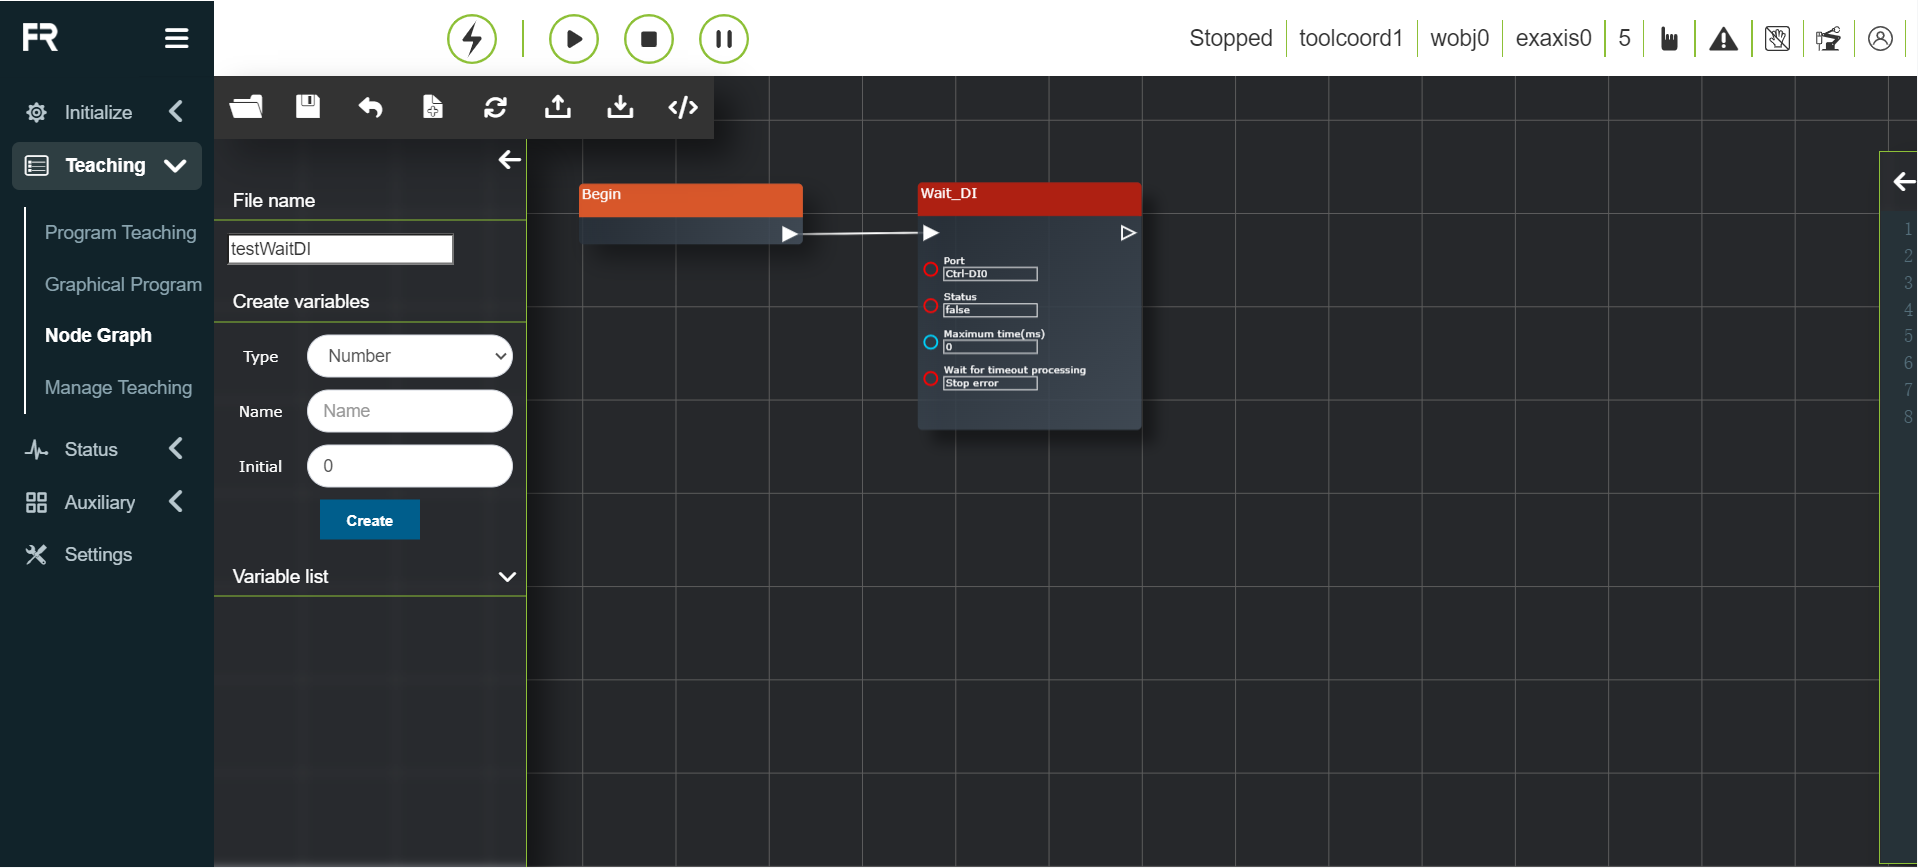 FR
Stopped
toolcoord1
wobj0
exaxis0
5
Initialize
Teaching
Program Teaching
Graphical Program
Node Graph
Manage Teaching
Status
Auxiliary
Settings
File name
testWaitDI
Create variables
Type
Number
Name
Name
Initial
0
Create
Variable list
Begin
Wait_DI
Port
Ctrl-DI0
Status
false
Maximum time(ms)
0
Wait for timeout processing
Stop error
1
2
3
4
5
6
7
8